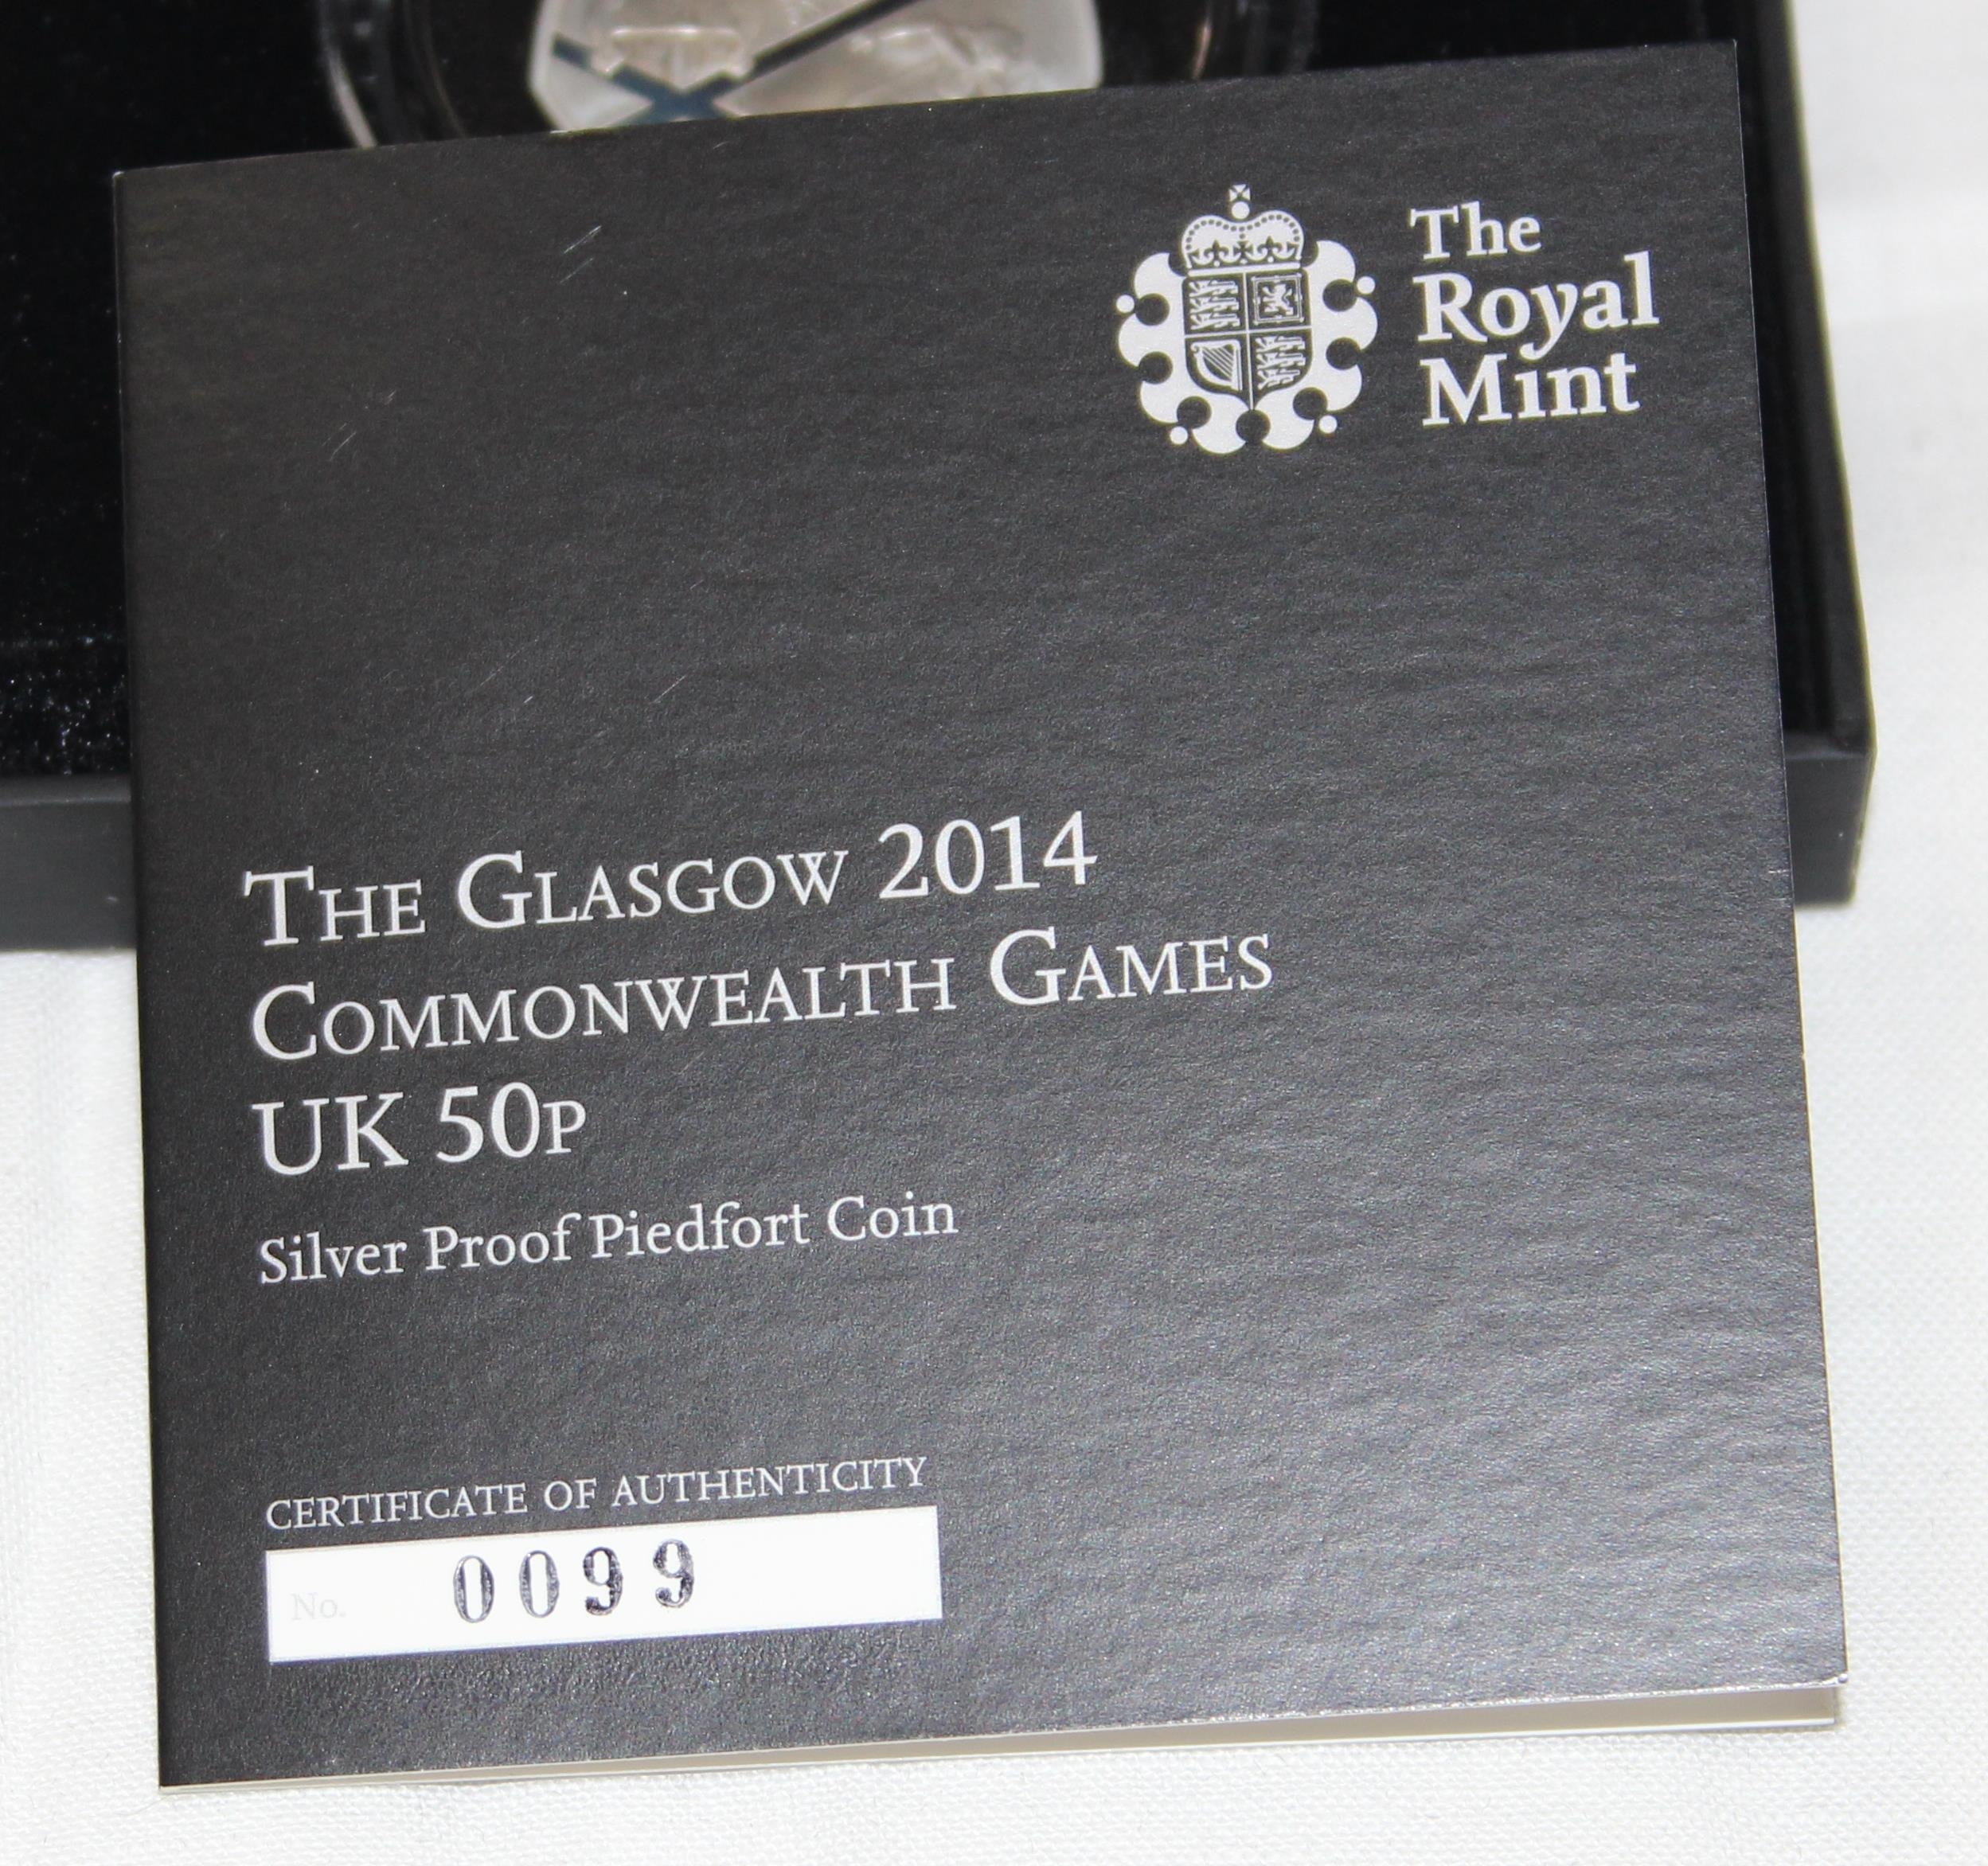 The
Royal
Mint
THE GLASGOW 2014
COMMONWEALTH GAMES
UK 50P
Silver Proof Piedfort Coin
CERTIFICATE OF AUTHENTICITY
No. 0099